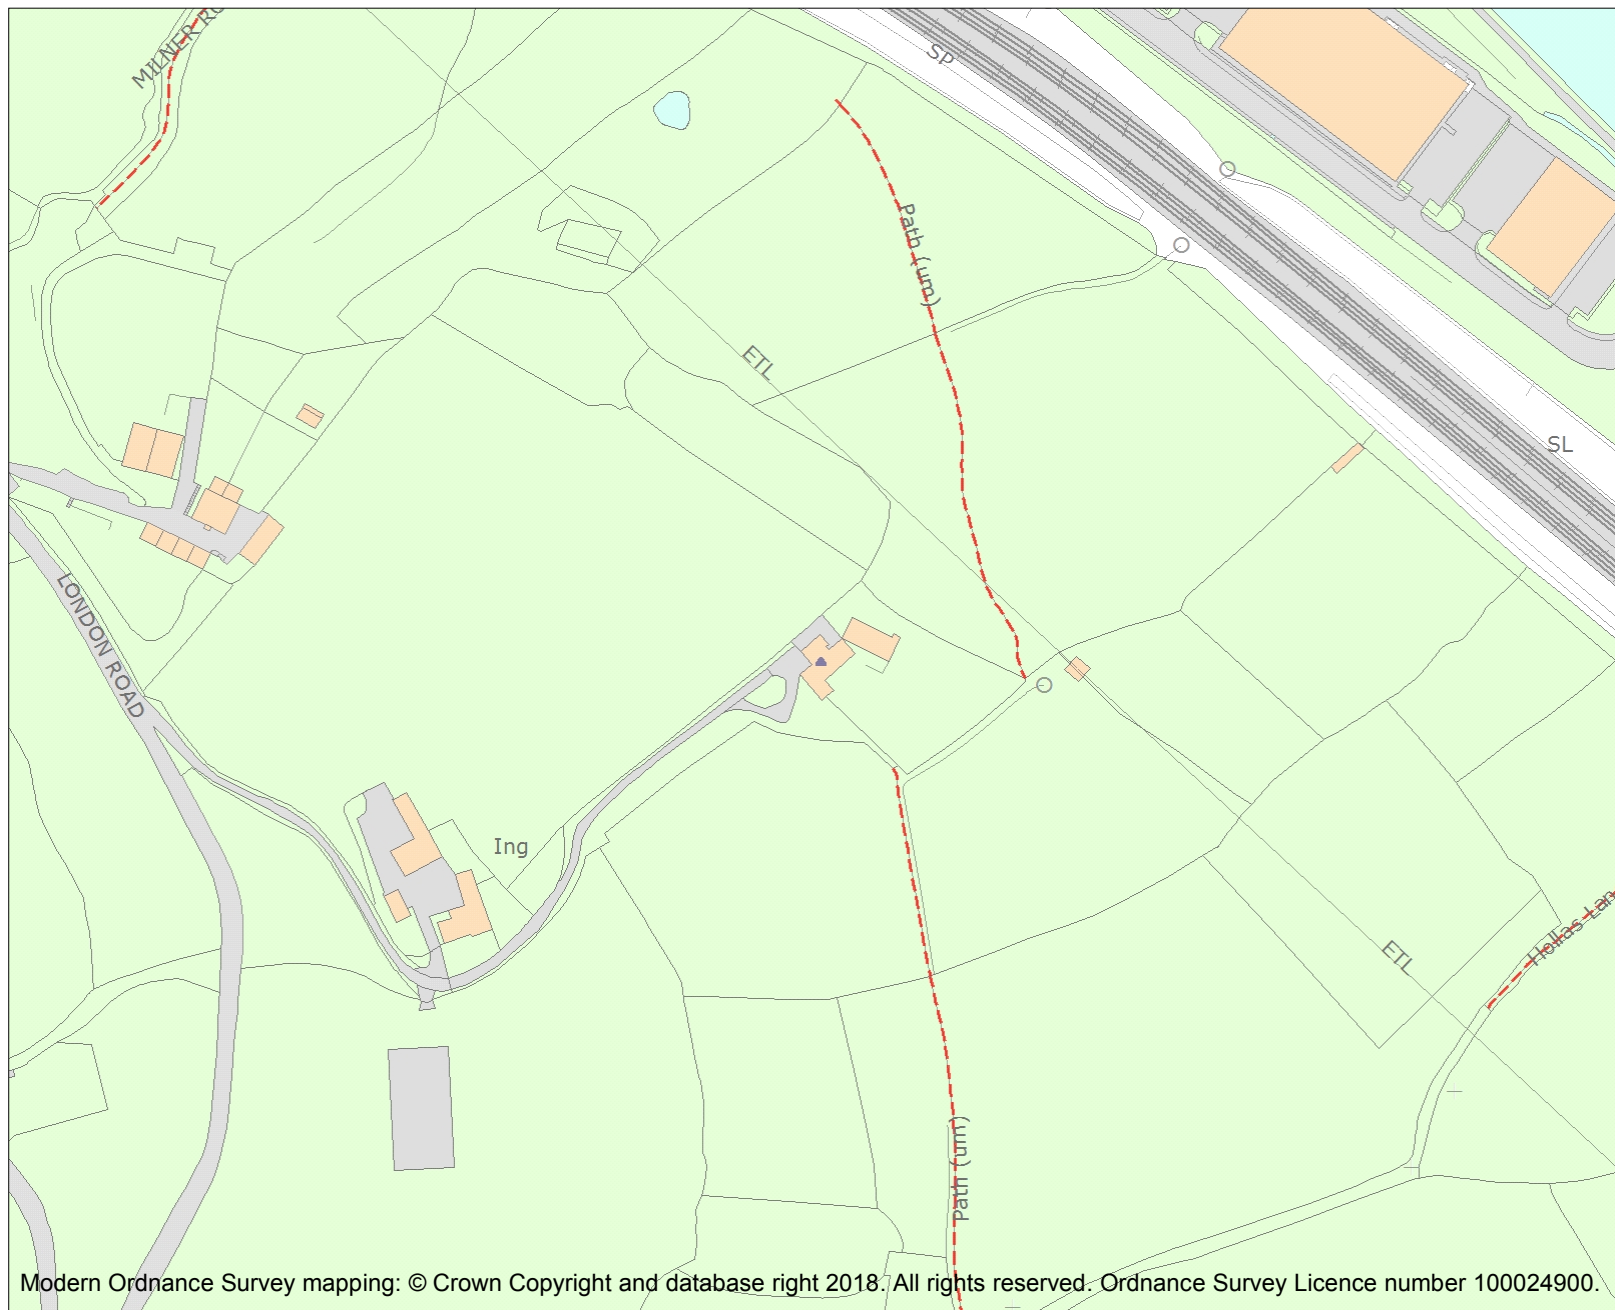 MILNER RO
SP
Path (um)
ETL
SL
LONDON ROAD
Ing
Hollas Lan
ETL
Path (um)
Modern Ordnance Survey mapping: © Crown Copyright and database right 2018. All rights reserved. Ordnance Survey Licence number 100024900.